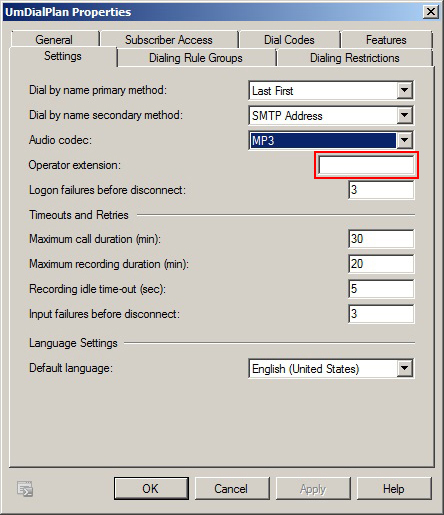 UmDialPlan Properties
General Subscriber Access Dial Codes Features
Settings Dialing Rule Groups Dialing Restrictions
Dial by name primary method: Last First
Dial by name secondary method: SMTP Address
Audio codec: MP3
Operator extension:
Logon failures before disconnect: 3
Timeouts and Retries
Maximum call duration (min): 30
Maximum recording duration (min): 20
Recording idle time-out (sec): 5
Input failures before disconnect: 3
Language Settings
Default language: English (United States)
OK Cancel Apply Help